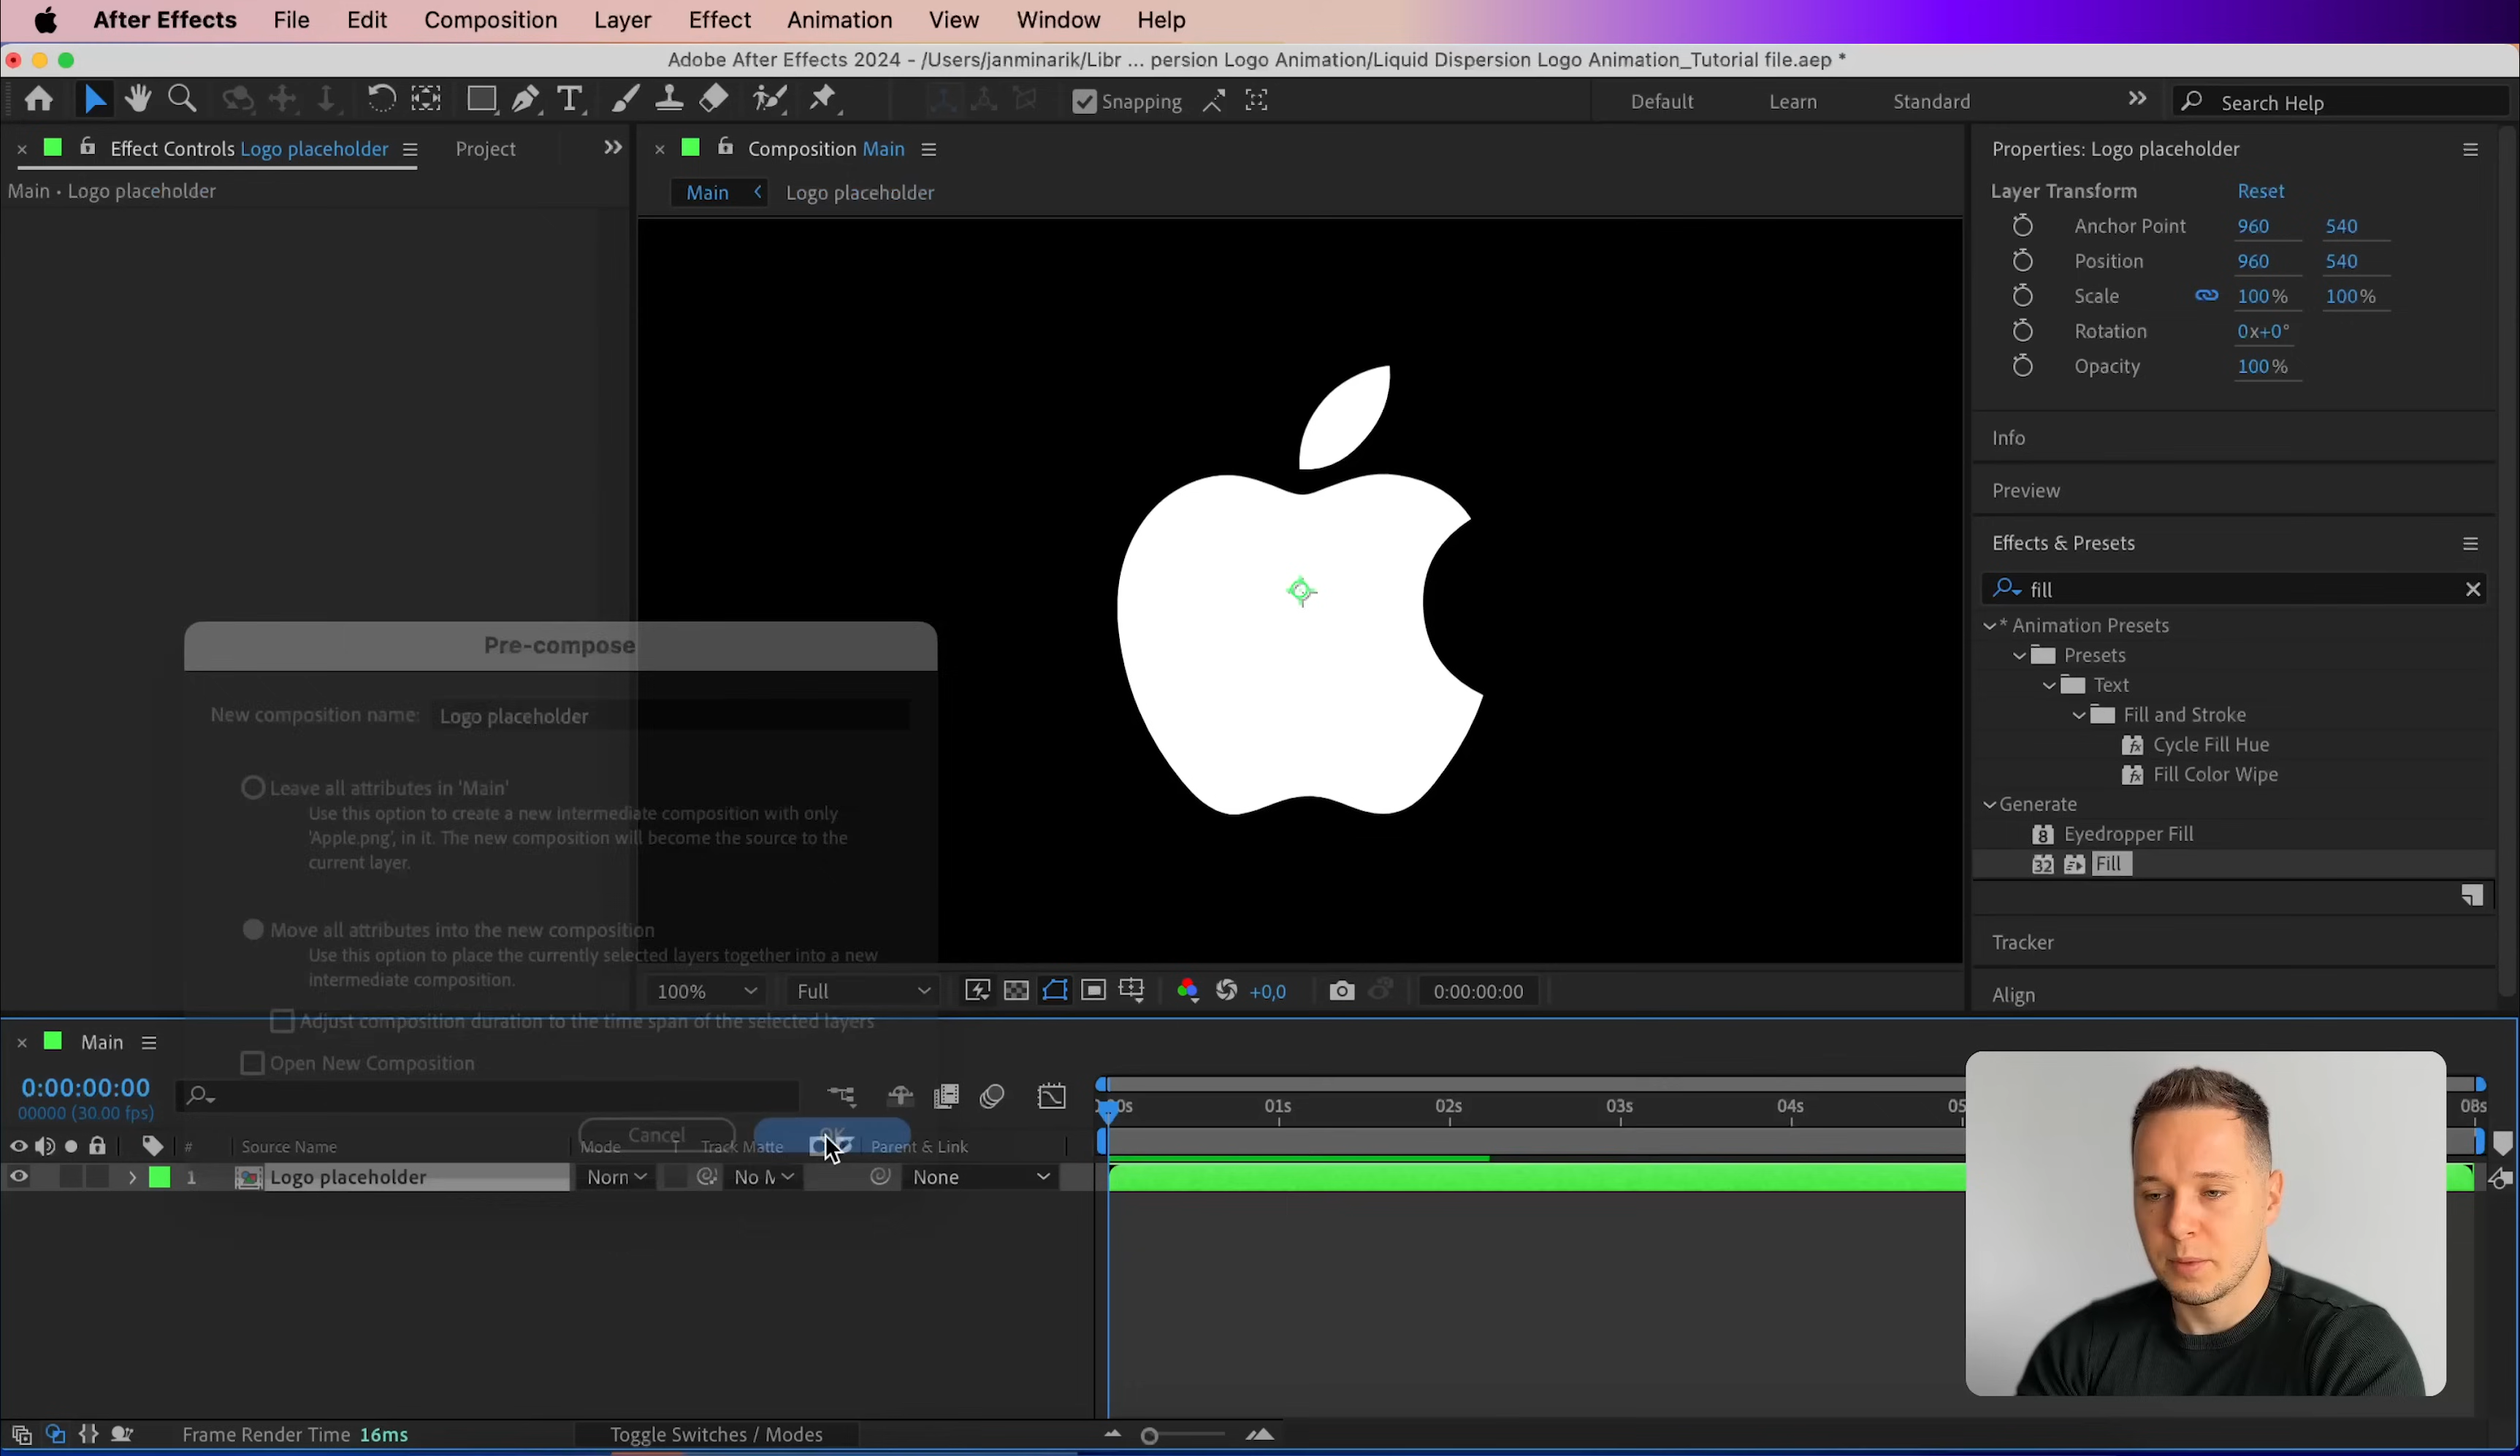 After Effects File Edit Composition Layer Effect Animation View Window Help
Adobe After Effects 2024 - /Users/janminarik/Libr ... persion Logo Animation/Liquid Dispersion Logo Animation_Tutorial file.aep *
Snapping Default Learn Standard Search Help
Effect Controls Logo placeholder Project
Main • Logo placeholder
Composition Main
Main Logo placeholder
Properties: Logo placeholder
Layer Transform Reset
Anchor Point 960 540
Position 960 540
Scale 100 % 100 %
Rotation 0x+0°
Opacity 100 %
Info
Preview
Effects & Presets
fill
* Animation Presets
Presets
Text
Fill and Stroke
Cycle Fill Hue
Fill Color Wipe
Generate
Eyedropper Fill
Fill
Tracker
Align
Pre-compose
New composition name: Logo placeholder
Leave all attributes in 'Main'
Use this option to create a new intermediate composition with only
'Apple.png', in it. The new composition will become the source to the
current layer.
Move all attributes into the new composition
Use this option to place the currently selected layers together into a new
intermediate composition.
Adjust composition duration to the time span of the selected layers
Open New Composition
Cancel OK
100% Full +0,0 0:00:00:00
Main
0:00:00:00
00000 (30.00 fps)
# Source Name Mode T Track Matte Parent & Link
1 Logo placeholder Norn No M None
00s 01s 02s 03s 04s 08s
Frame Render Time 16ms Toggle Switches / Modes